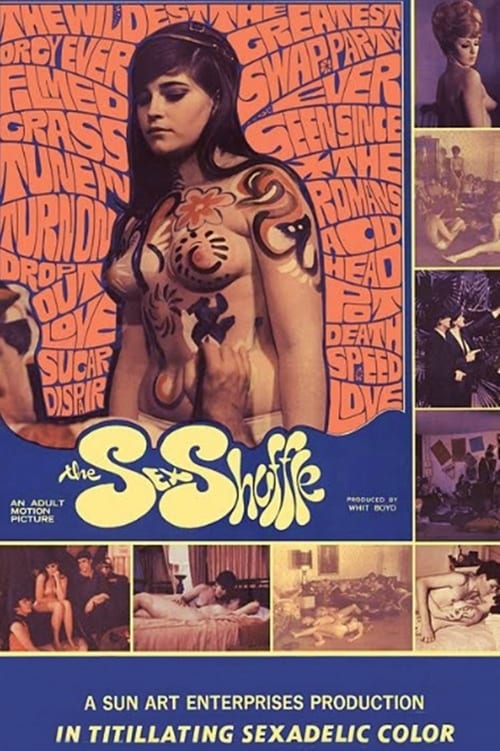 THE WILDEST
ORGY EVER
FILMED
GRASS
TUNE IN
TURN ON
DROP
OUT
LOVE
SUGAR
DISPAIR
THE
GREATEST
SWAP PARTY
EVER
SEEN SINCE
THE
ROMANS
ACID
HEAD
POT
DEATH
SPEED
LOVE
the Sex Shuffle
AN ADULT
MOTION
PICTURE
PRODUCED BY
WHIT BOYD
A SUN ART ENTERPRISES PRODUCTION
IN TITILLATING SEXADELIC COLOR